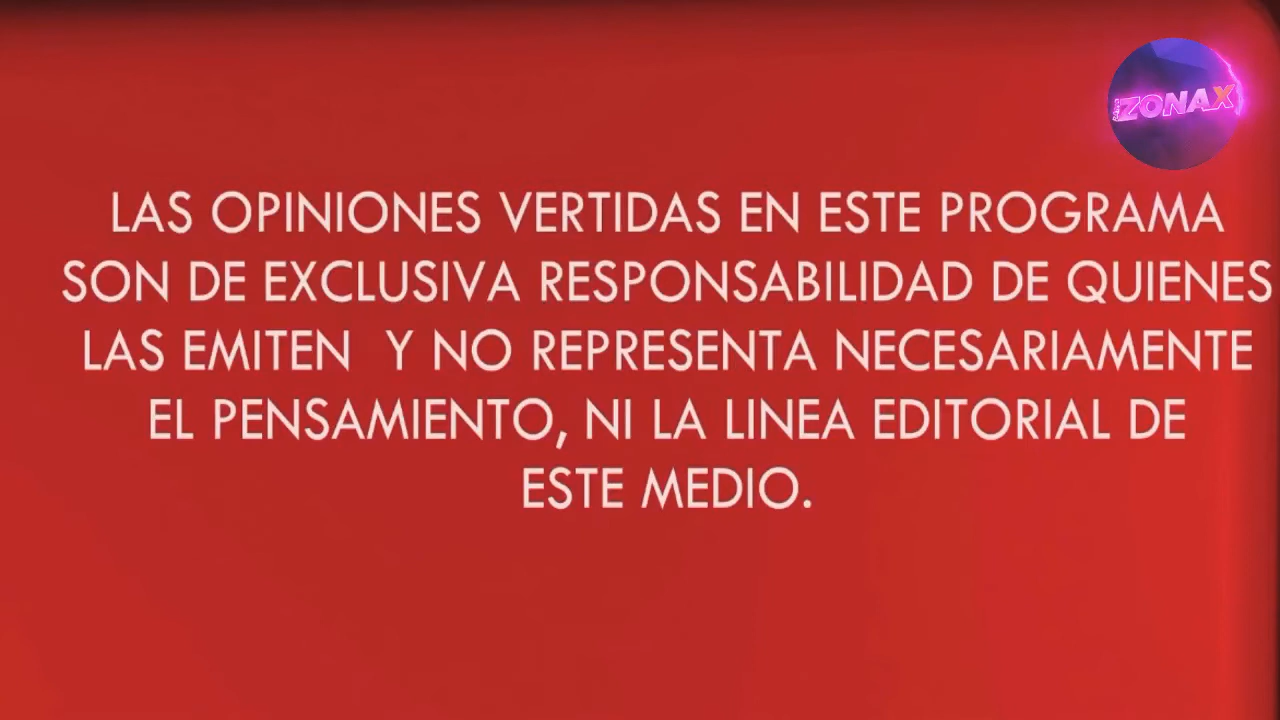 ZONAX
LAS OPINIONES VERTIDAS EN ESTE PROGRAMA
SON DE EXCLUSIVA RESPONSABILIDAD DE QUIENES
LAS EMITEN Y NO REPRESENTA NECESARIAMENTE
EL PENSAMIENTO, NI LA LINEA EDITORIAL DE
ESTE MEDIO.